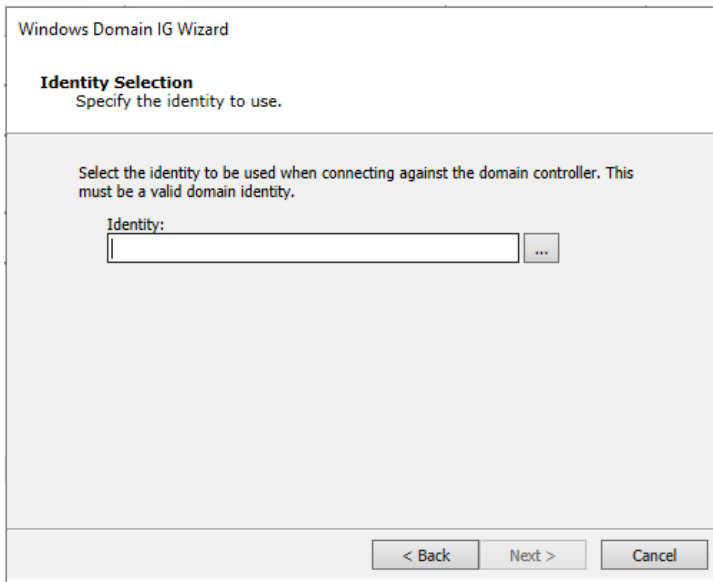 Windows Domain IG Wizard
Identity Selection
Specify the identity to use.
Select the identity to be used when connecting against the domain controller. This
must be a valid domain identity.
Identity:
...
< Back Next > Cancel